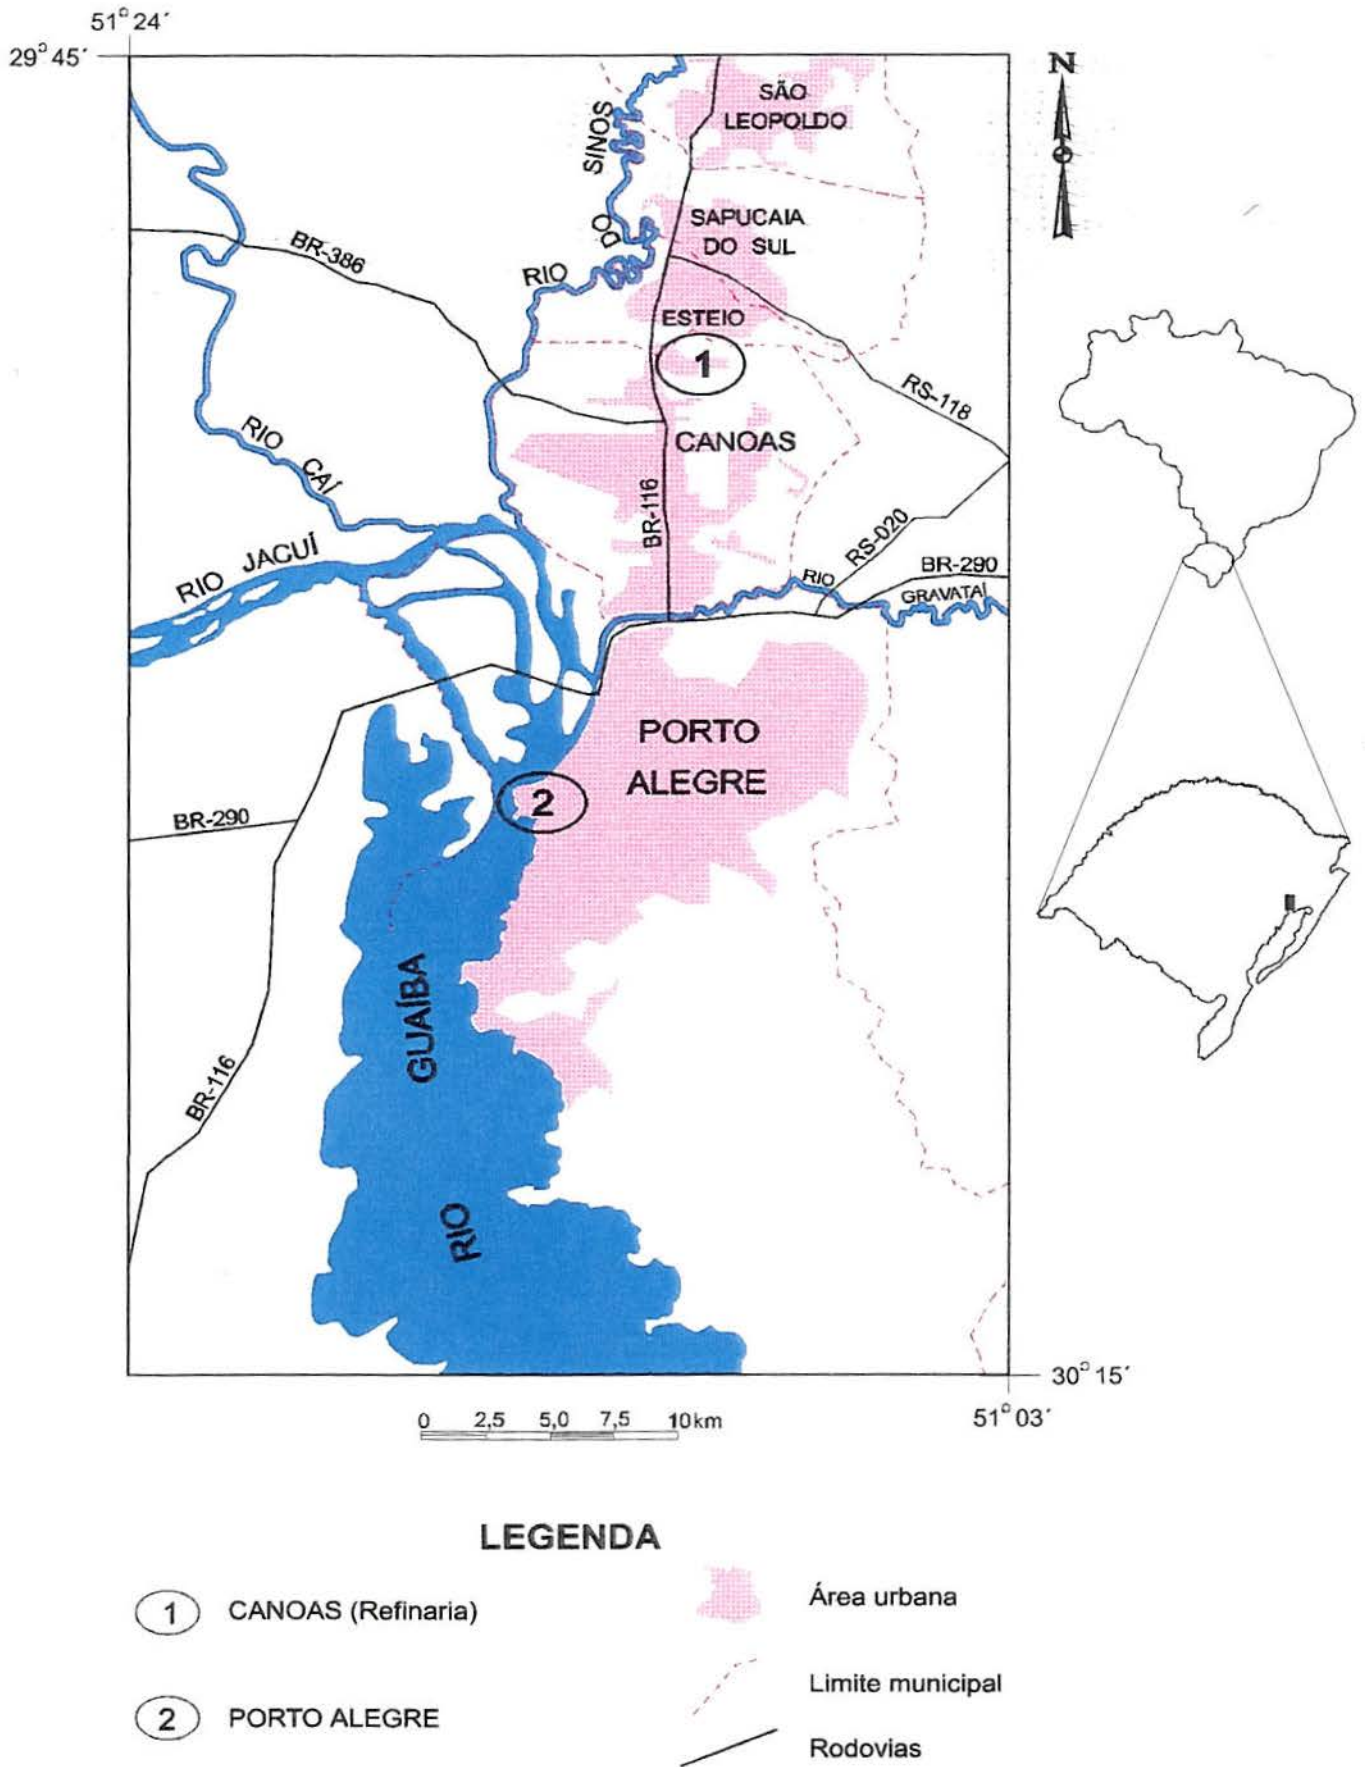 51° 24´
29° 45´
N
SÃO
LEOPOLDO
RIO DO SINOS
SAPUCAIA
DO SUL
BR-386
ESTEIO
1
RS-118
CANOAS
RIO CAÍ
BR-116
RS-020
RIO JACUÍ
BR-290
RIO GRAVATAÍ
PORTO
ALEGRE
2
BR-290
RIO GUAÍBA
BR-116
30° 15´
51° 03´
0 2,5 5,0 7,5 10 km
LEGENDA
1 CANOAS (Refinaria)
Área urbana
Limite municipal
2 PORTO ALEGRE
Rodovias